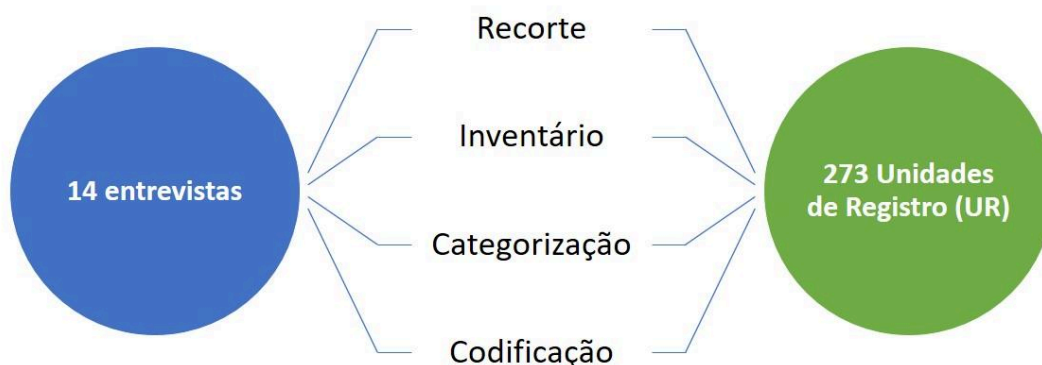 Recorte
Inventário
14 entrevistas
273 Unidades
de Registro (UR)
Categorização
Codificação